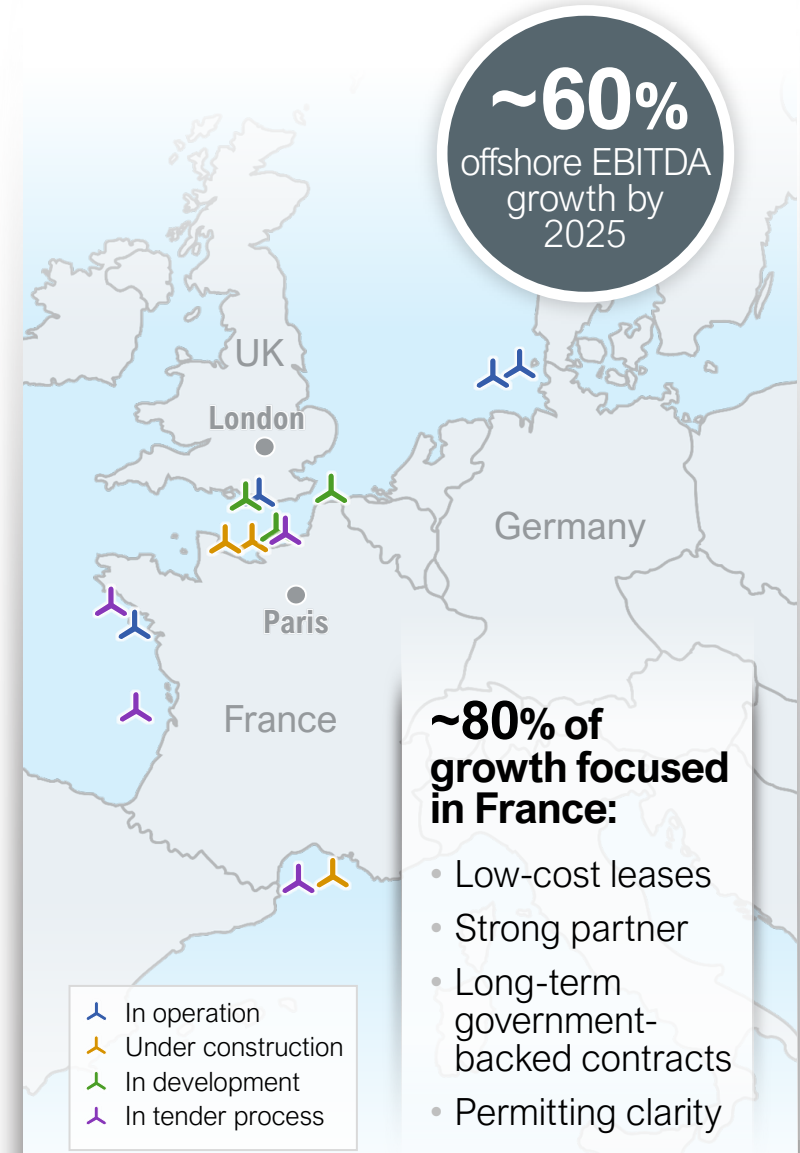 ~60%
offshore EBITDA
growth by
2025
UK
London
Germany
Paris
France
~80% of
growth focused
in France:
• Low-cost leases
• Strong partner
• Long-term
government-
backed contracts
• Permitting clarity
In operation
Under construction
In development
In tender process